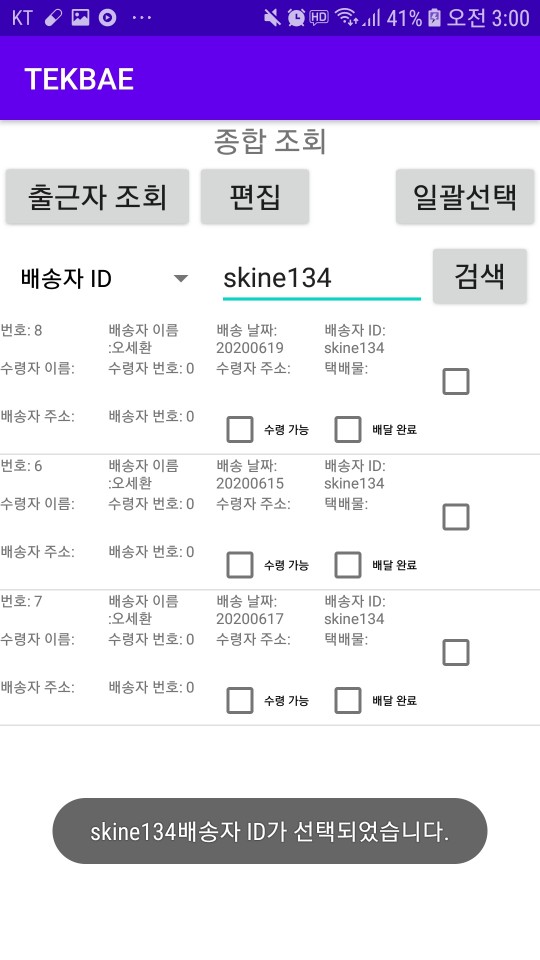 KT HD 41% 오전 3:00
TEKBAE
종합 조회
출근자 조회 편집 일괄선택
배송자 ID skine134 검색
번호: 8 배송자 이름 배송 날짜: 배송자 ID:
:오세환 20200619 skine134
수령자 이름: 수령자 번호: 0 수령자 주소: 택배물:
배송자 주소: 배송자 번호: 0 수령 가능 배달 완료
번호: 6 배송자 이름 배송 날짜: 배송자 ID:
:오세환 20200615 skine134
수령자 이름: 수령자 번호: 0 수령자 주소: 택배물:
배송자 주소: 배송자 번호: 0 수령 가능 배달 완료
번호: 7 배송자 이름 배송 날짜: 배송자 ID:
:오세환 20200617 skine134
수령자 이름: 수령자 번호: 0 수령자 주소: 택배물:
배송자 주소: 배송자 번호: 0 수령 가능 배달 완료
skine134배송자 ID가 선택되었습니다.